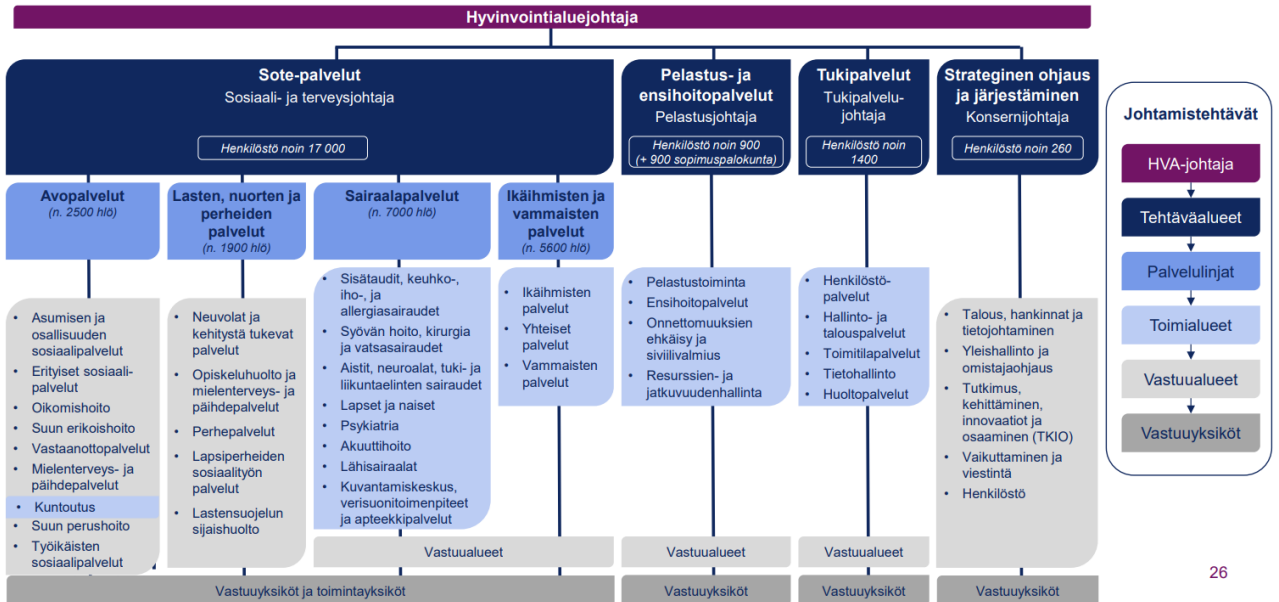 Hyvinvointialuejohtaja
Sote-palvelut
Sosiaali- ja terveysjohtaja
Henkilöstö noin 17 000
Pelastus- ja
ensihoitopalvelut
Pelastusjohtaja
Henkilöstö noin 900
(+ 900 sopimuspalokunta)
Tukipalvelut
Tukipalvelu-
johtaja
Henkilöstö noin
1400
Strateginen ohjaus
ja järjestäminen
Konsernijohtaja
Henkilöstö noin 260
Avopalvelut
(n. 2500 hlö)
Lasten, nuorten ja
perheiden
palvelut
(n. 1900 hlö)
Sairaalapalvelut
(n. 7000 hlö)
Ikäihmisten ja
vammaisten
palvelut
(n. 5600 hlö)
• Asumisen ja
osallisuuden
sosiaalipalvelut
• Erityiset sosiaali-
palvelut
• Oikomishoito
• Suun erikoishoito
• Vastaanottopalvelut
• Mielenterveys- ja
päihdepalvelut
• Kuntoutus
• Suun perushoito
• Työikäisten
sosiaalipalvelut
• Neuvolat ja
kehitystä tukevat
palvelut
• Opiskeluhuolto ja
mielenterveys- ja
päihdepalvelut
• Perhepalvelut
• Lapsiperheiden
sosiaalityön
palvelut
• Lastensuojelun
sijaishuolto
• Sisätaudit, keuhko-,
iho-, ja
allergiasairaudet
• Syövän hoito, kirurgia
ja vatsasairaudet
• Aistit, neuroalat, tuki- ja
liikuntaelinten sairaudet
• Lapset ja naiset
• Psykiatria
• Akuuttihoito
• Lähisairaalat
• Kuvantamiskeskus,
verisuonitoimenpiteet
ja apteekkipalvelut
• Ikäihmisten
palvelut
• Yhteiset
palvelut
• Vammaisten
palvelut
• Pelastustoiminta
• Ensihoitopalvelut
• Onnettomuuksien
ehkäisy ja
siviilivalmius
• Resurssien- ja
jatkuvuudenhallinta
• Henkilöstö-
palvelut
• Hallinto- ja
talouspalvelut
• Toimitilapalvelut
• Tietohallinto
• Huoltopalvelut
• Talous, hankinnat ja
tietojohtaminen
• Yleishallinto ja
omistajaohjaus
• Tutkimus,
kehittäminen,
innovaatiot ja
osaaminen (TKIO)
• Vaikuttaminen ja
viestintä
• Henkilöstö
Vastuualueet
Vastuualueet
Vastuualueet
Vastuuyksiköt ja toimintayksiköt
Vastuuyksiköt
Vastuuyksiköt
Vastuuyksiköt
Johtamistehtävät
HVA-johtaja
Tehtäväalueet
Palvelulinjat
Toimialueet
Vastuualueet
Vastuuyksiköt
26